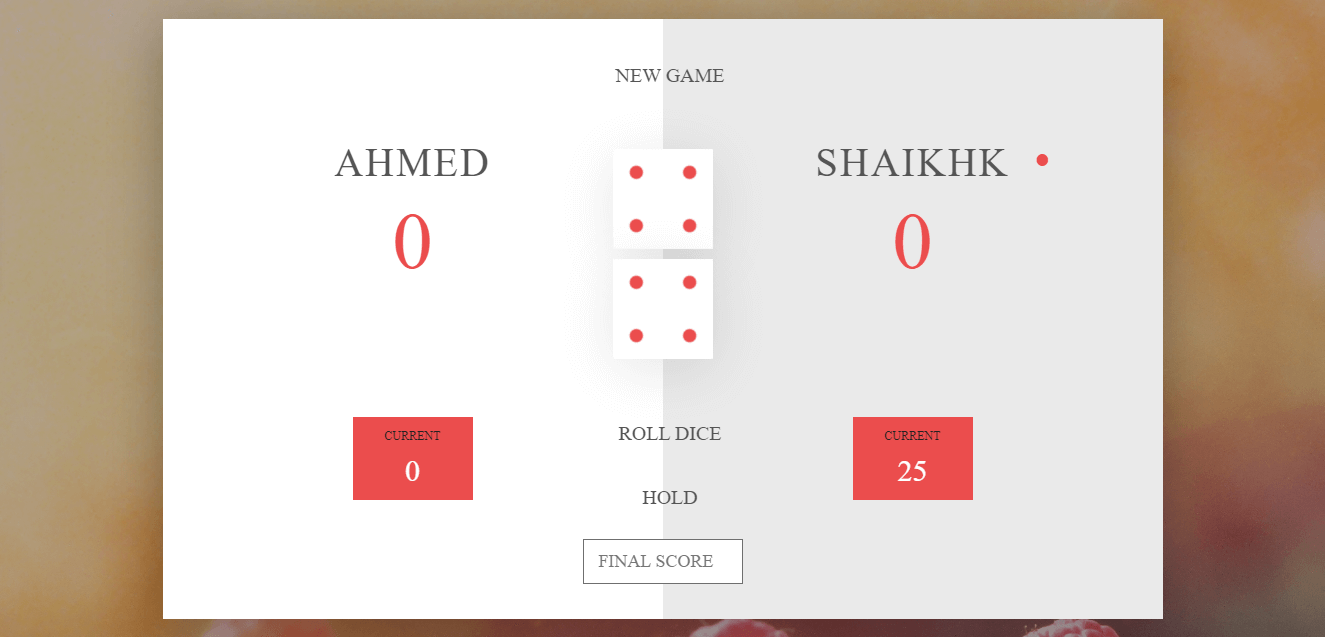 NEW GAME
AHMED
0
SHAIKHK
0
CURRENT
0
ROLL DICE
CURRENT
25
HOLD
FINAL SCORE